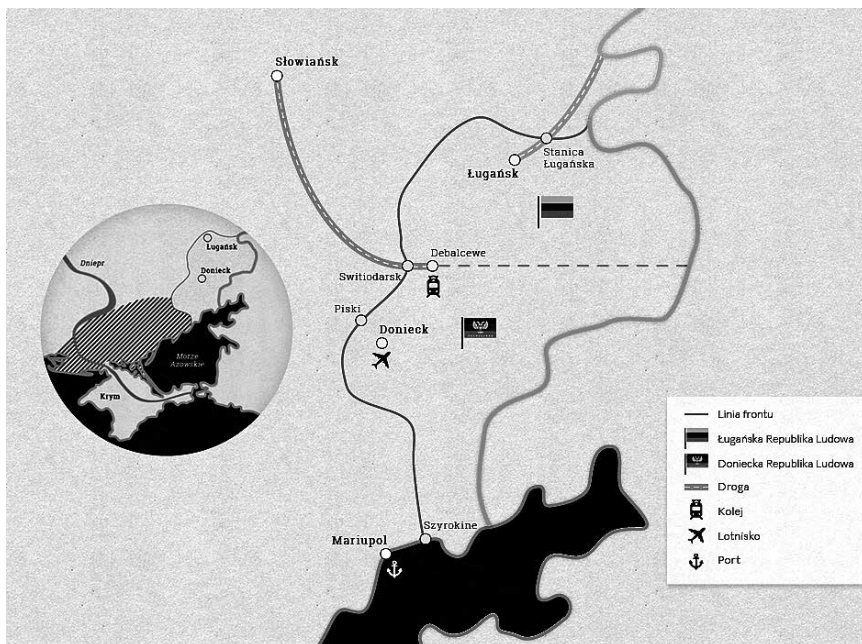 Słowiańsk
Stanica
Ługańska
Ługańsk
Debalcewe
Switiodarsk
Piski
Donieck
Szyrokine
Mariupol
Ługańsk
Donieck
Dniepr
Morze
Azowskie
Krym
Linia frontu
Ługańska Republika Ludowa
Doniecka Republika Ludowa
Droga
Kolej
Lotnisko
Port